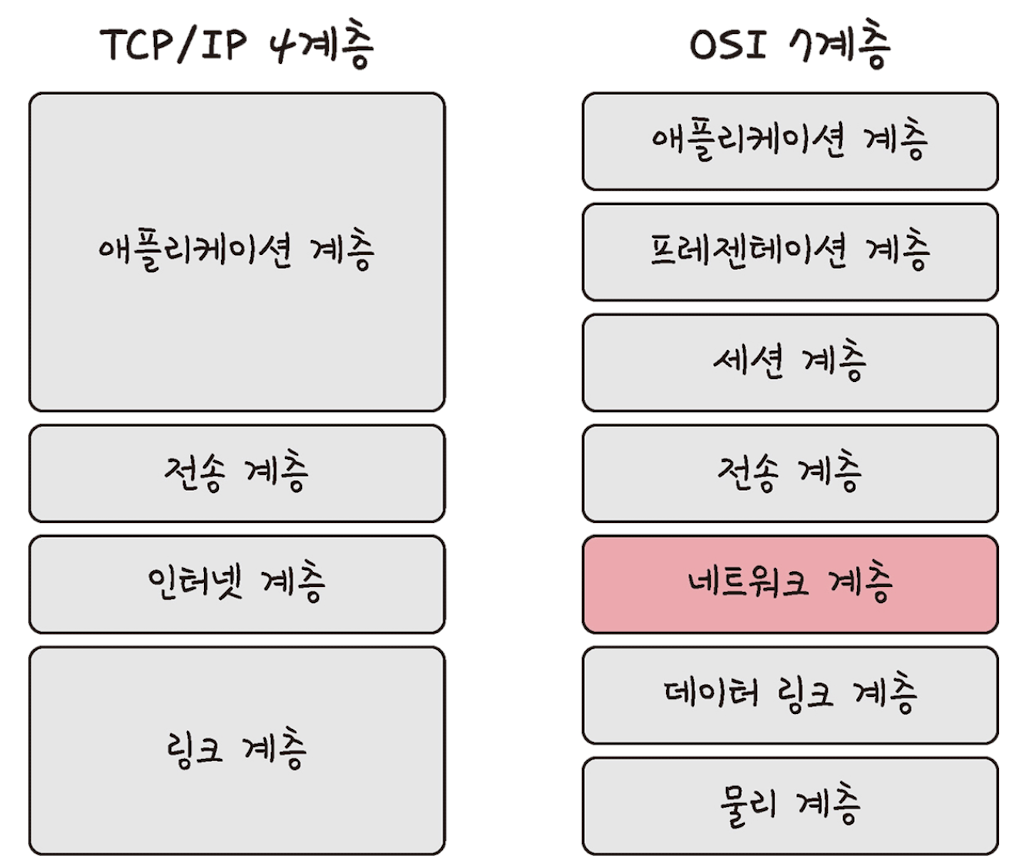 TCP/IP 4계층
애플리케이션 계층
전송 계층
인터넷 계층
링크 계층
OSI 7계층
애플리케이션 계층
프레젠테이션 계층
세션 계층
전송 계층
네트워크 계층
데이터 링크 계층
물리 계층